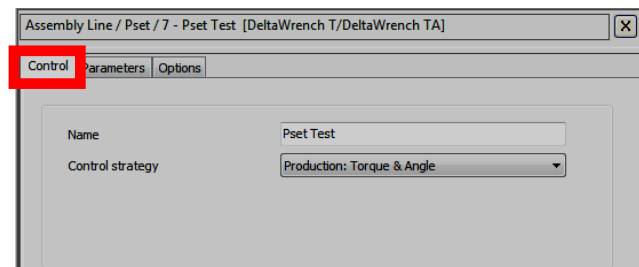 Assembly Line / Pset / 7 - Pset Test [DeltaWrench T/DeltaWrench TA]
X
Control Parameters Options
Name Pset Test
Control strategy Production: Torque & Angle